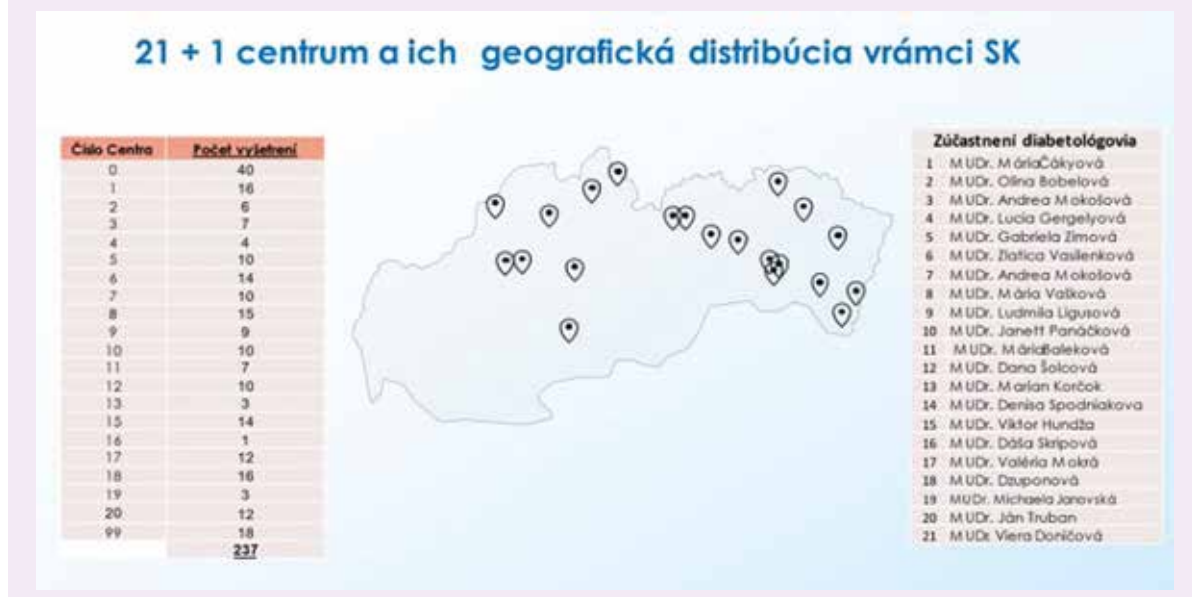 21 + 1 centrum a ich geografická distribúcia vrámci SK
Číslo Centra Počet vyšetrení
0 40
1 16
2 6
3 7
4 4
5 10
6 14
7 10
8 15
9 9
10 10
11 7
12 10
13 3
15 14
16 1
17 12
18 16
19 3
20 12
99 18
237
Zúčastnení diabetológovia
1 MUDr. MáriaČákyová
2 MUDr. Olina Bobelová
3 MUDr. Andrea Mokošová
4 MUDr. Lucia Gergelyová
5 MUDr. Gabriela Zimová
6 MUDr. Zlatica Vasilenková
7 MUDr. Andrea Mokošová
8 MUDr. Mária Vašková
9 MUDr. Ludmila Ligusová
10 MUDr. Janett Panáčková
11 MUDr. MáriaBaleková
12 MUDr. Dana Šolcová
13 MUDr. Marian Korčok
14 MUDr. Denisa Spodniakova
15 MUDr. Viktor Hundža
16 MUDr. Dáša Skripová
17 MUDr. Valéria Mokrá
18 MUDr. Dzuponová
19 MUDr. Michaela Janovská
20 MUDr. Ján Truban
21 MUDr Viera Doničová